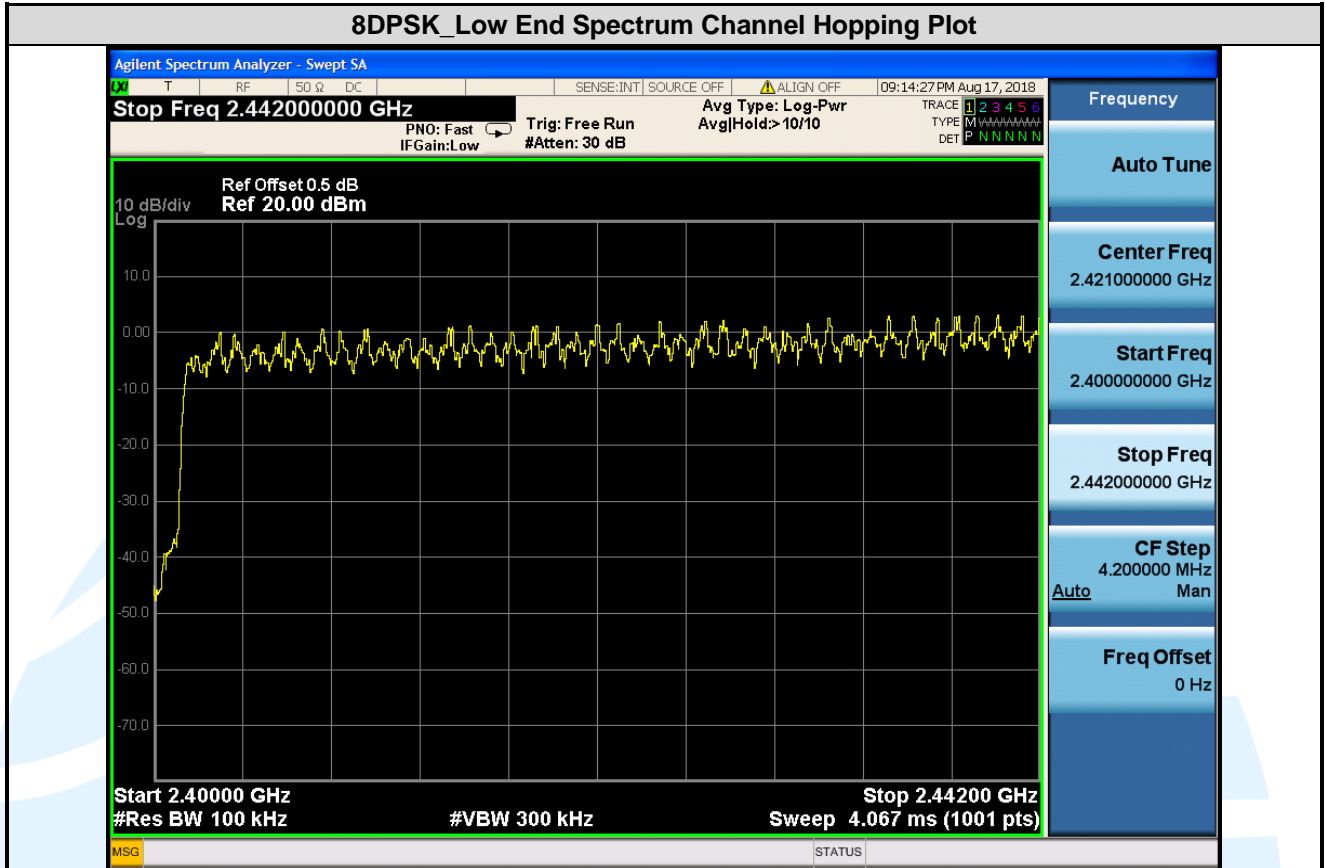 8DPSK_Low End Spectrum Channel Hopping Plot
Agilent Spectrum Analyzer - Swept SA
LXI T RF 50 Ω DC SENSE:INT SOURCE OFF ALIGN OFF 09:14:27 PM Aug 17, 2018
Stop Freq 2.442000000 GHz
PNO: Fast
IFGain:Low
Trig: Free Run
#Atten: 30 dB
Avg Type: Log-Pwr
Avg|Hold:>10/10
TRACE 1 2 3 4 5 6
TYPE M WWWWW
DET P N N N N N
Ref Offset 0.5 dB
10 dB/div Ref 20.00 dBm
Log
10.0
0.00
-10.0
-20.0
-30.0
-40.0
-50.0
-60.0
-70.0
Start 2.40000 GHz Stop 2.44200 GHz
#Res BW 100 kHz #VBW 300 kHz Sweep 4.067 ms (1001 pts)
MSG STATUS
Frequency
Auto Tune
Center Freq
2.421000000 GHz
Start Freq
2.400000000 GHz
Stop Freq
2.442000000 GHz
CF Step
4.200000 MHz
Auto Man
Freq Offset
0 Hz